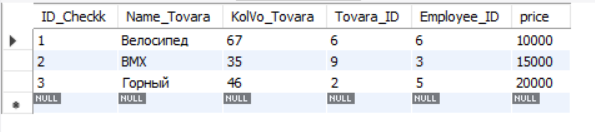 ID_Checkk Name_Tovara KolVo_Tovara Tovara_ID Employee_ID price
1 Велосипед 67 6 6 10000
2 BMX 35 9 3 15000
3 Горный 46 2 5 20000
NULL NULL NULL NULL NULL NULL